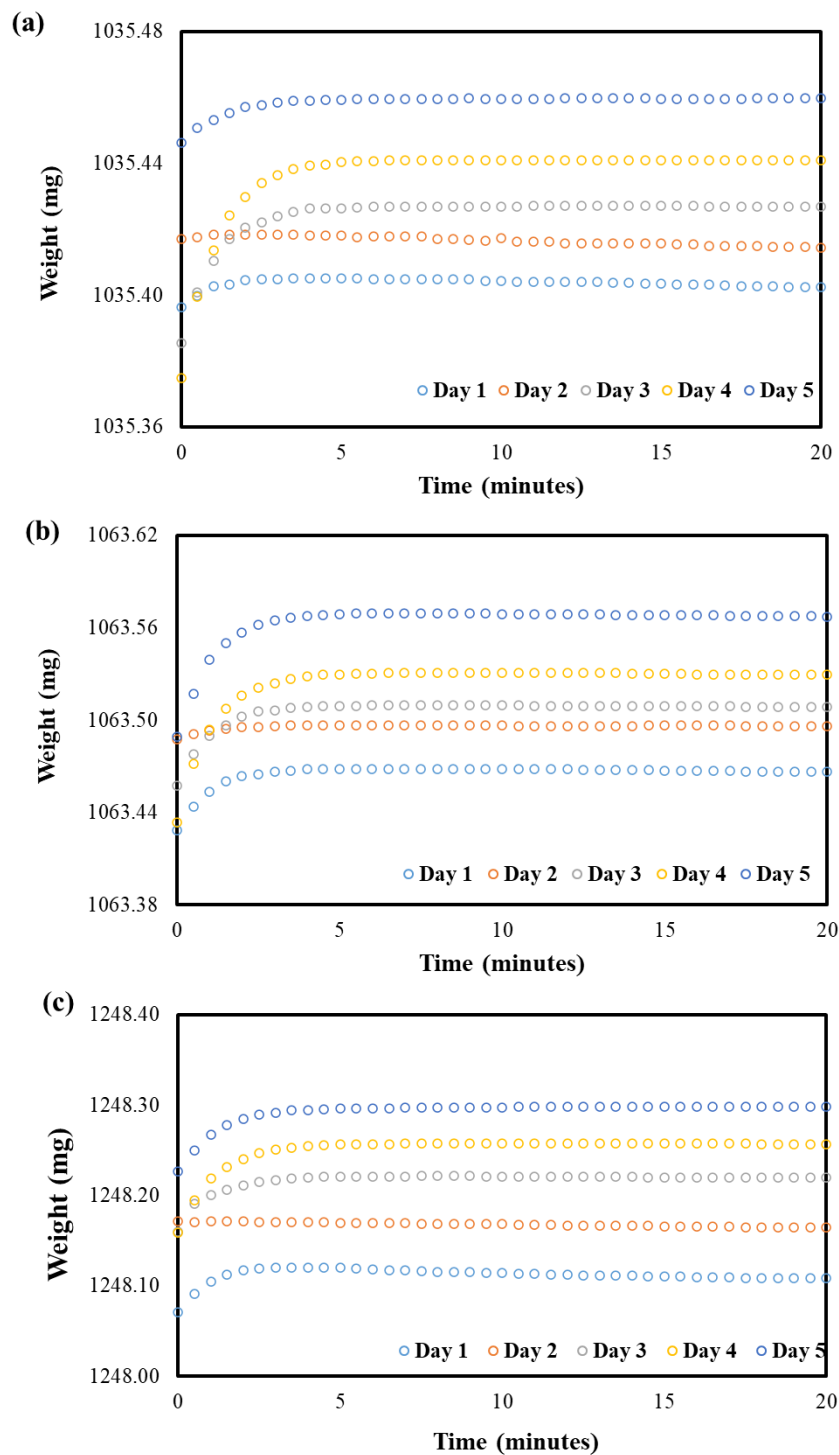 (a)
1035.48
1035.44
1035.40
1035.36
Weight (mg)
Day 1 Day 2 Day 3 Day 4 Day 5
0 5 10 15 20
Time (minutes)
(b)
1063.62
1063.56
1063.50
1063.44
1063.38
Weight (mg)
Day 1 Day 2 Day 3 Day 4 Day 5
0 5 10 15 20
Time (minutes)
(c)
1248.40
1248.30
1248.20
1248.10
1248.00
Weight (mg)
Day 1 Day 2 Day 3 Day 4 Day 5
0 5 10 15 20
Time (minutes)